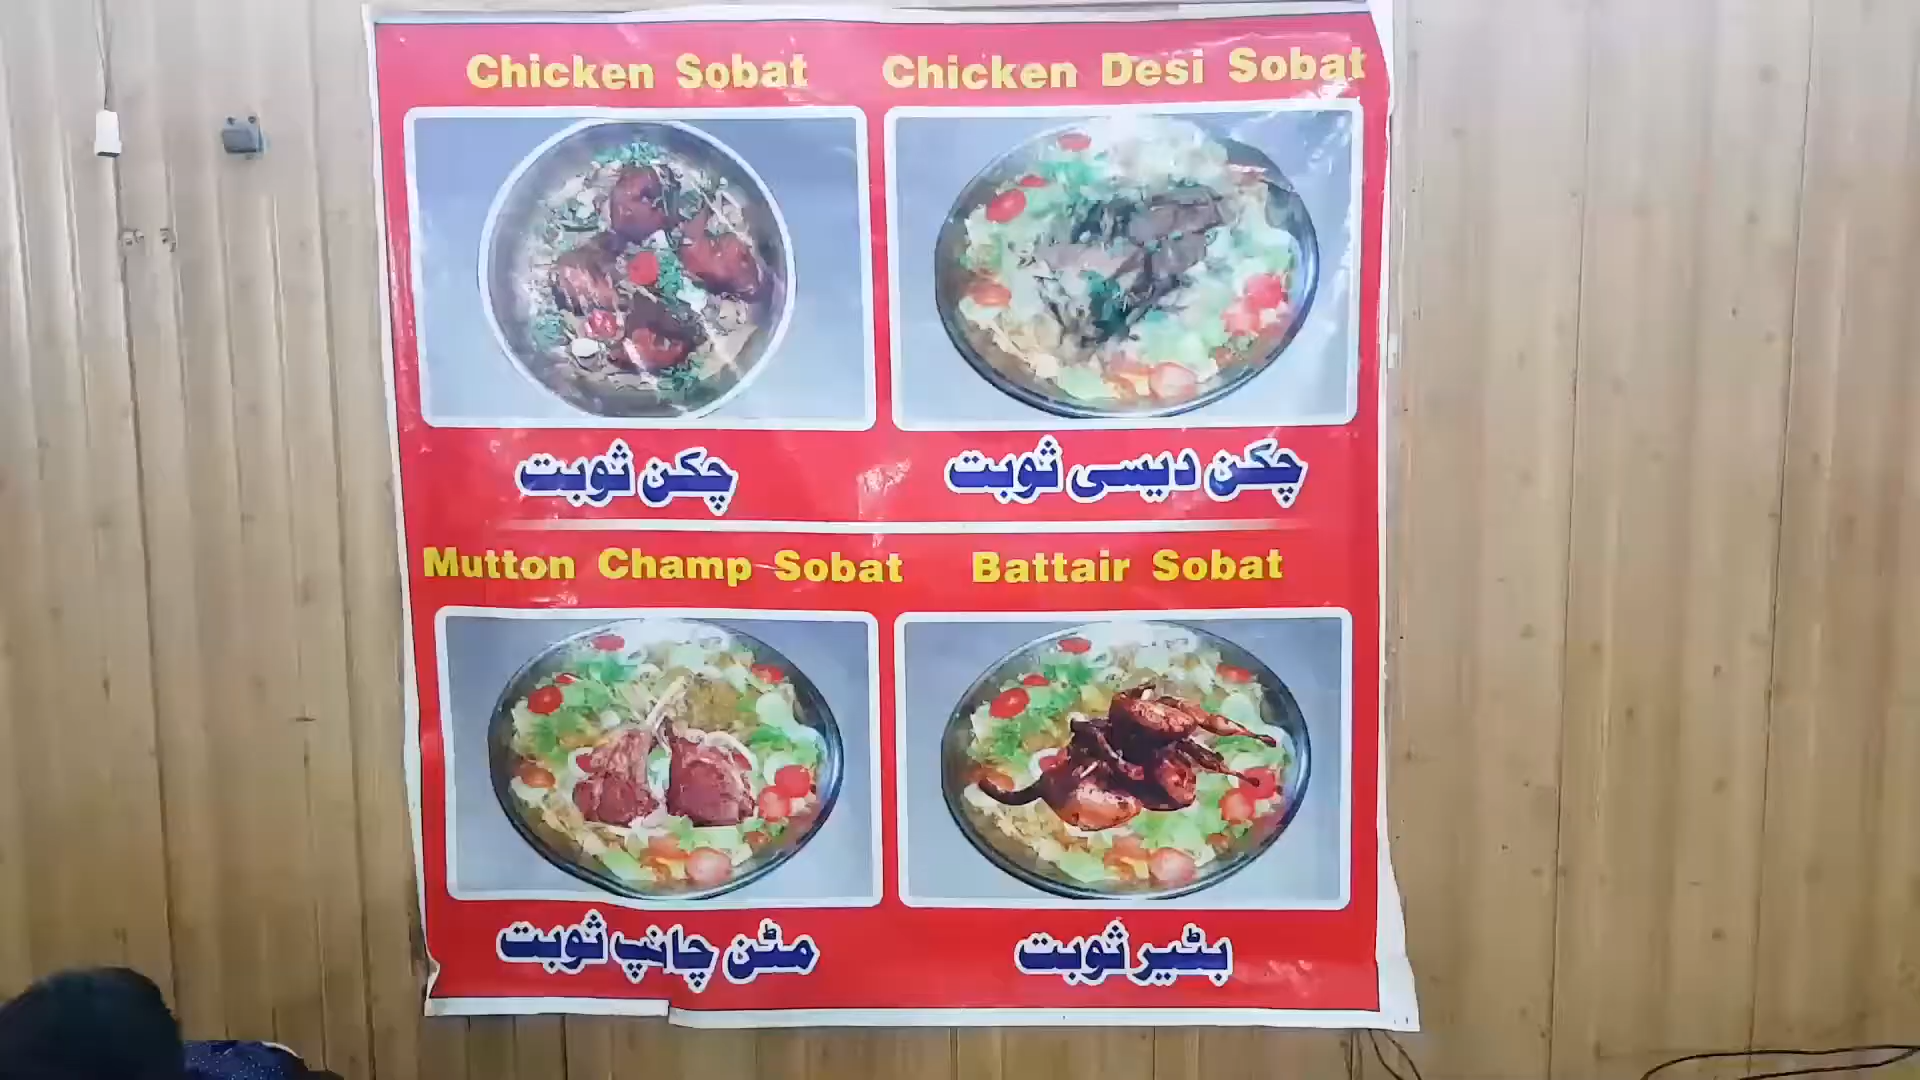 Chicken Sobat
Chicken Desi Sobat
چکن ثوبت
چکن دیسی ثوبت
Mutton Champ Sobat
Battair Sobat
مٹن چانپ ثوبت
بٹیر ثوبت